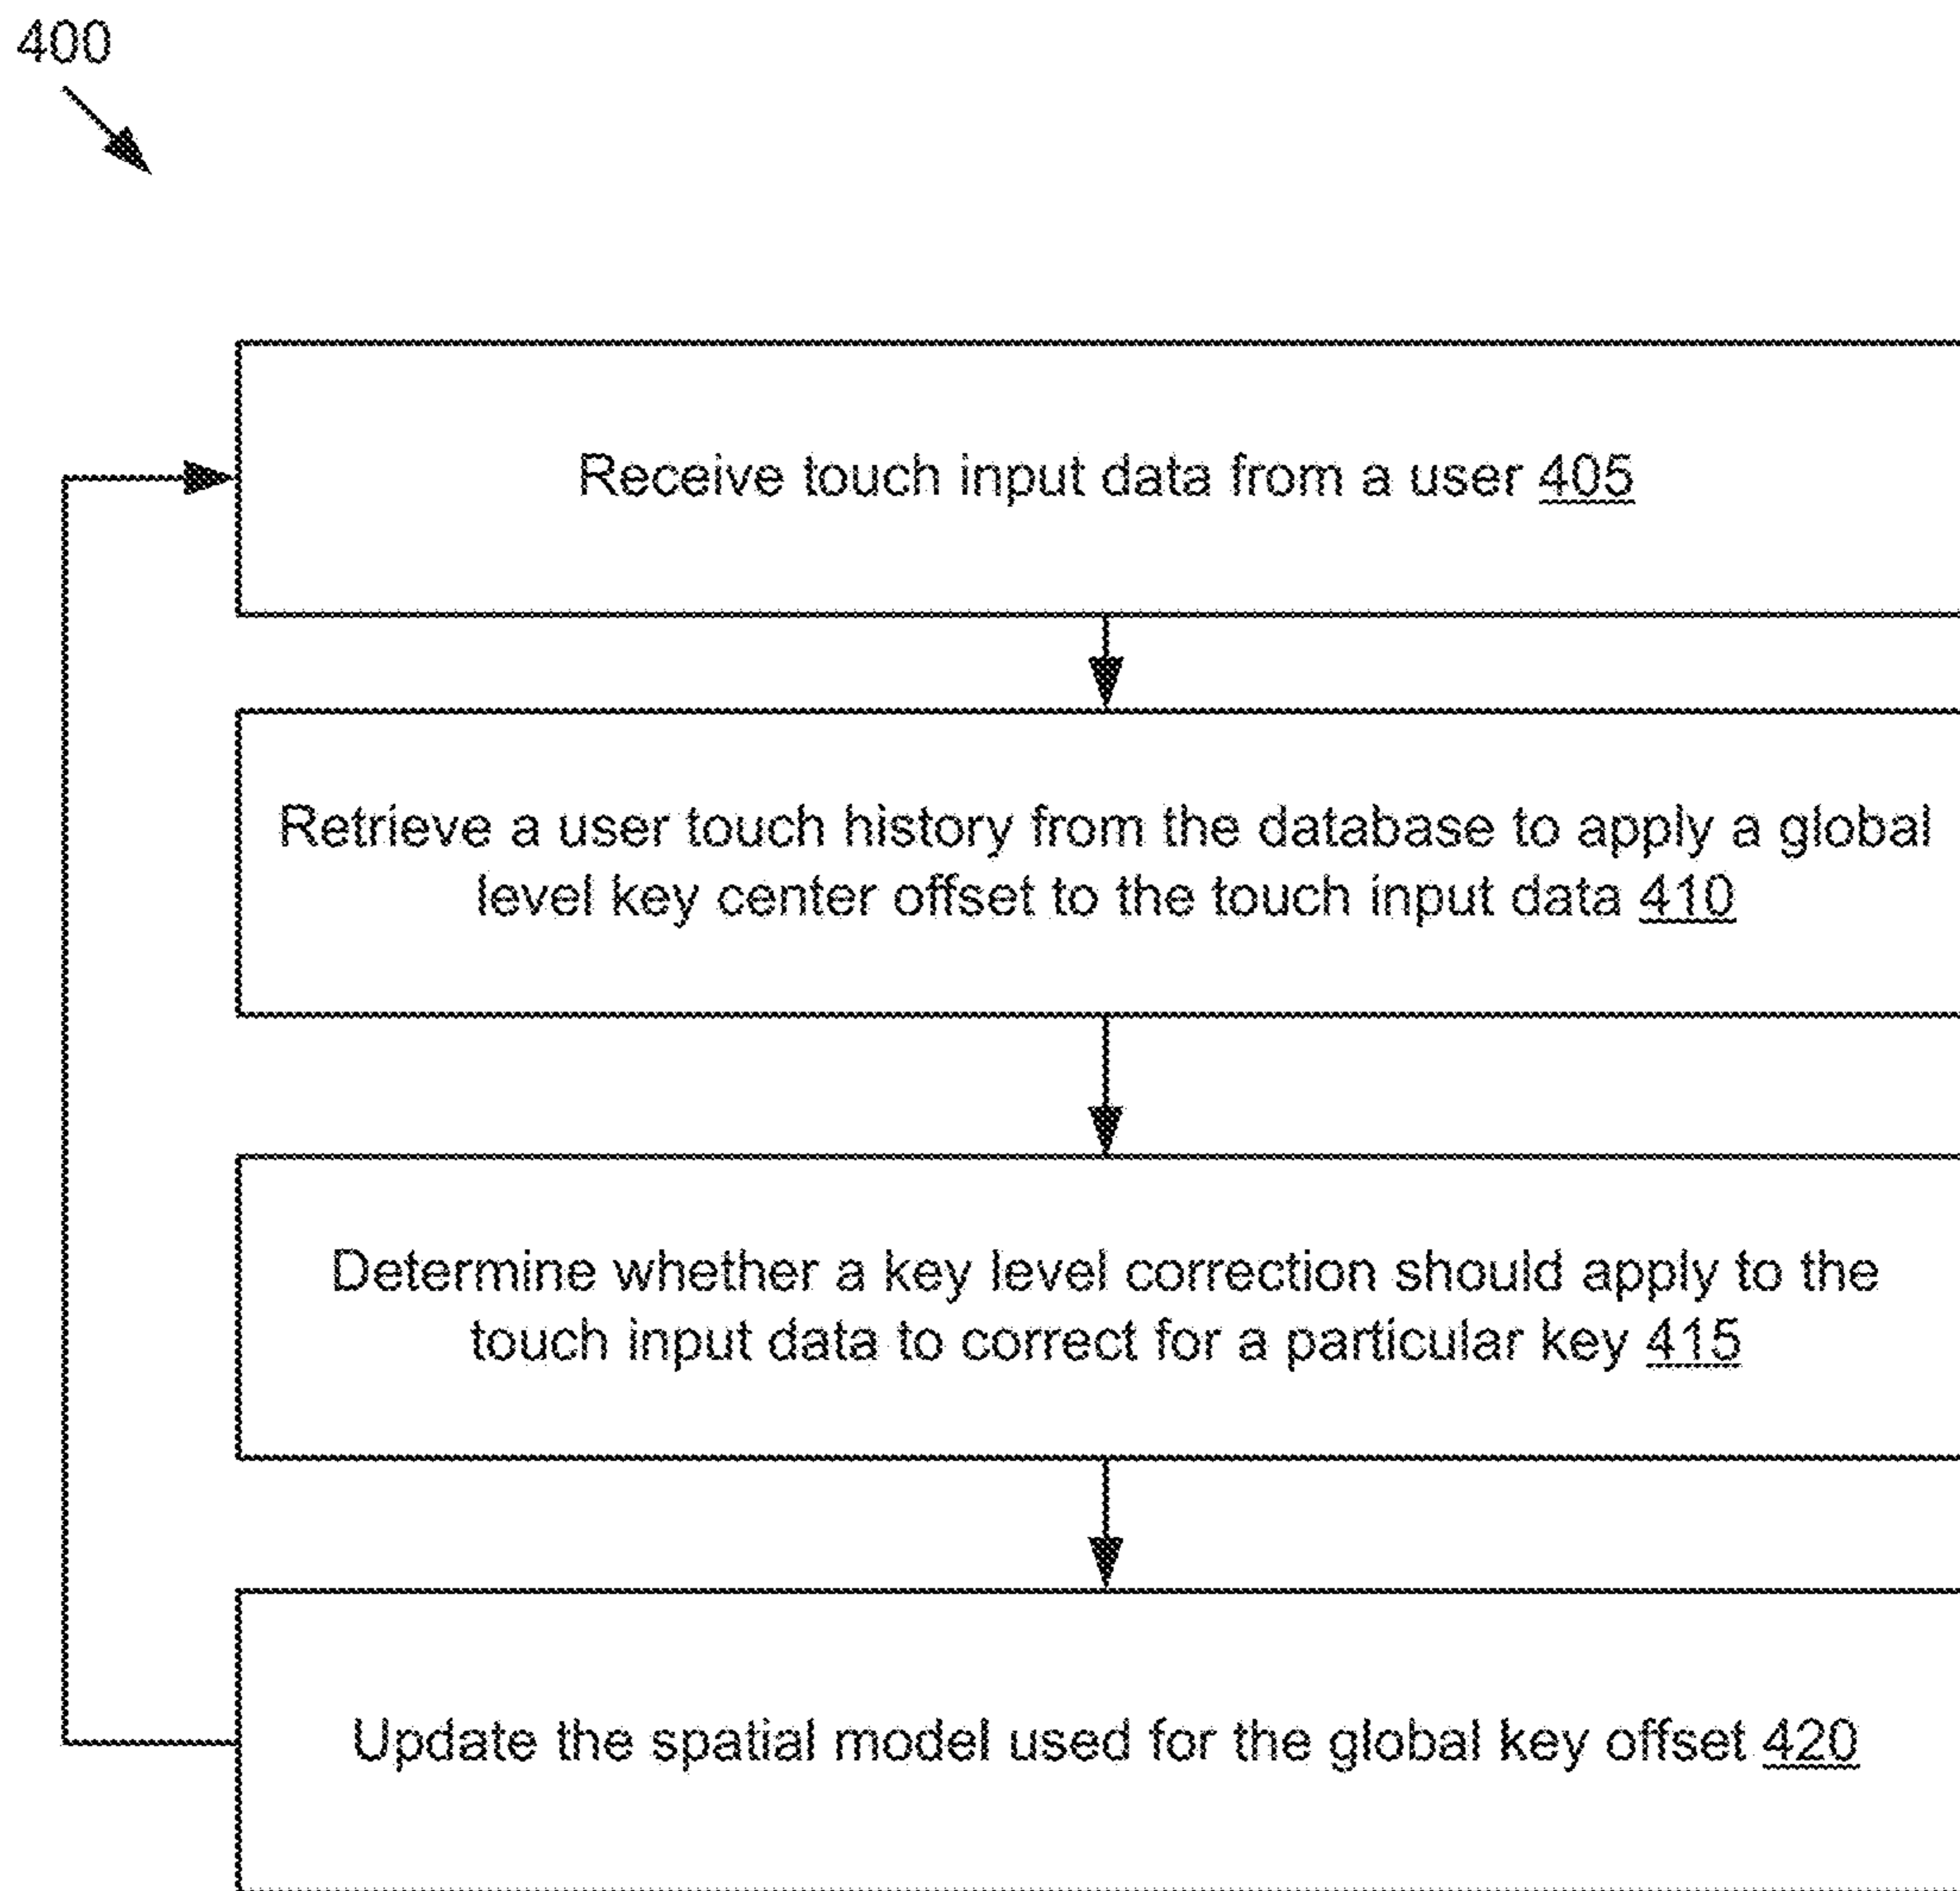 400
Receive touch input data from a user 405
Retrieve a user touch history from the database to apply a global
level key center offset to the touch input data 410
Determine whether a key level correction should apply to the
touch input data to correct for a particular key 415
Update the spatial model used for the global key offset 420